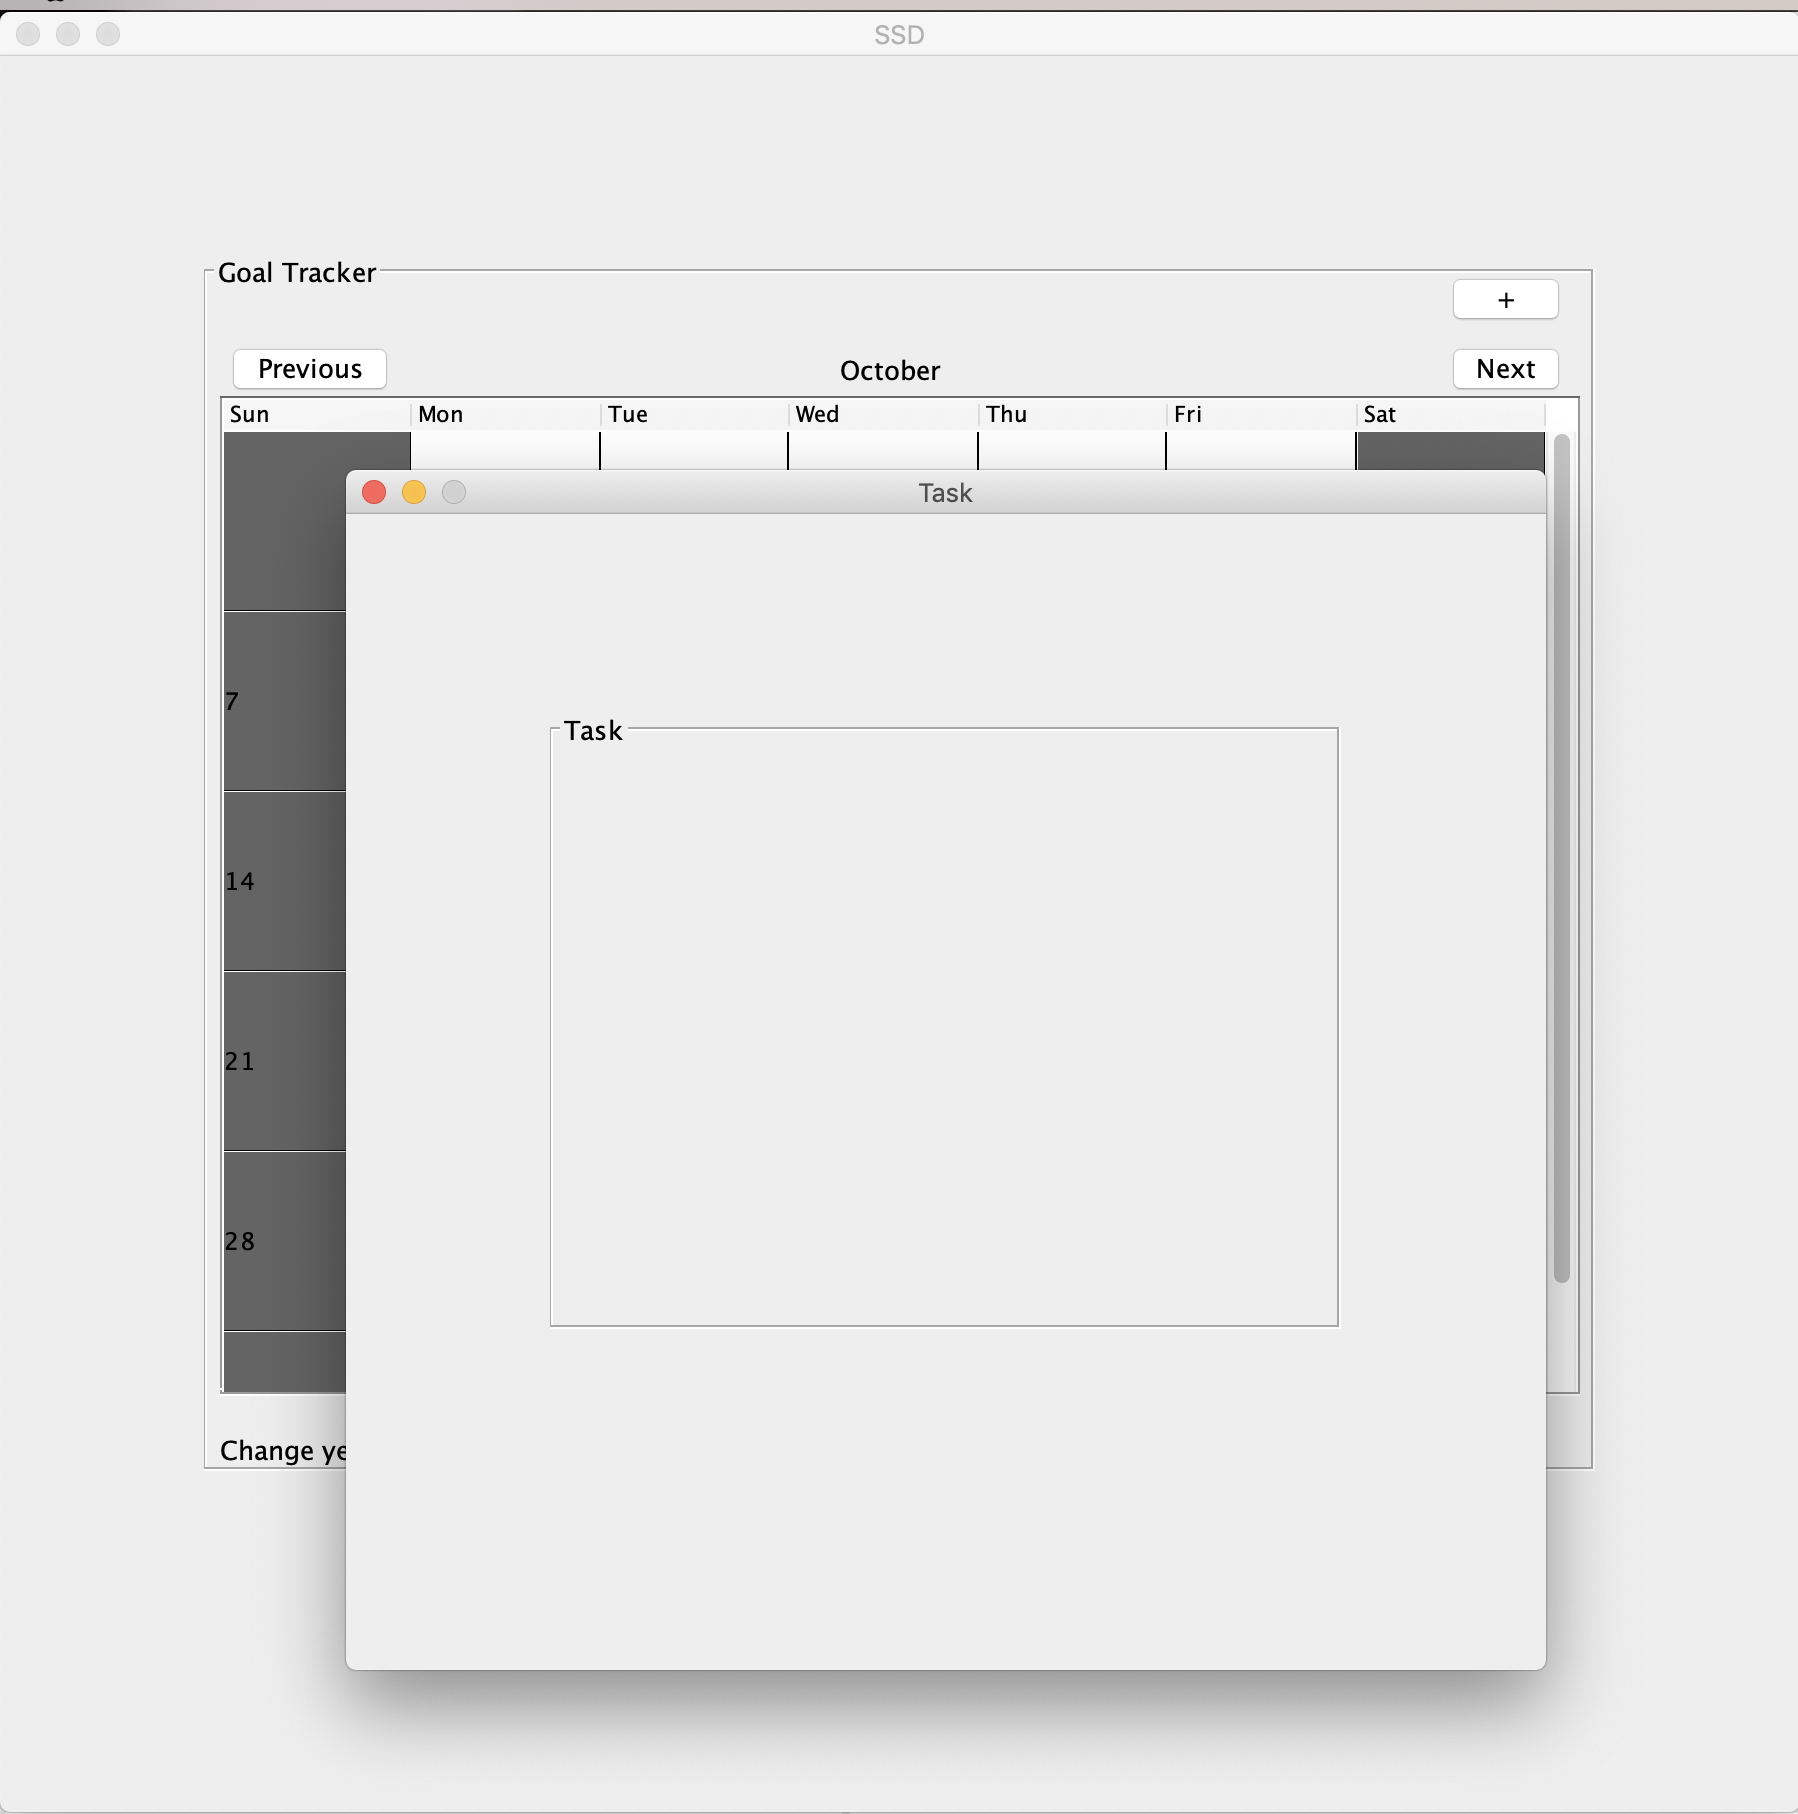 SSD
Goal Tracker
+
Previous October Next
Sun Mon Tue Wed Thu Fri Sat
Task
7
Task
14
21
28
Change ye